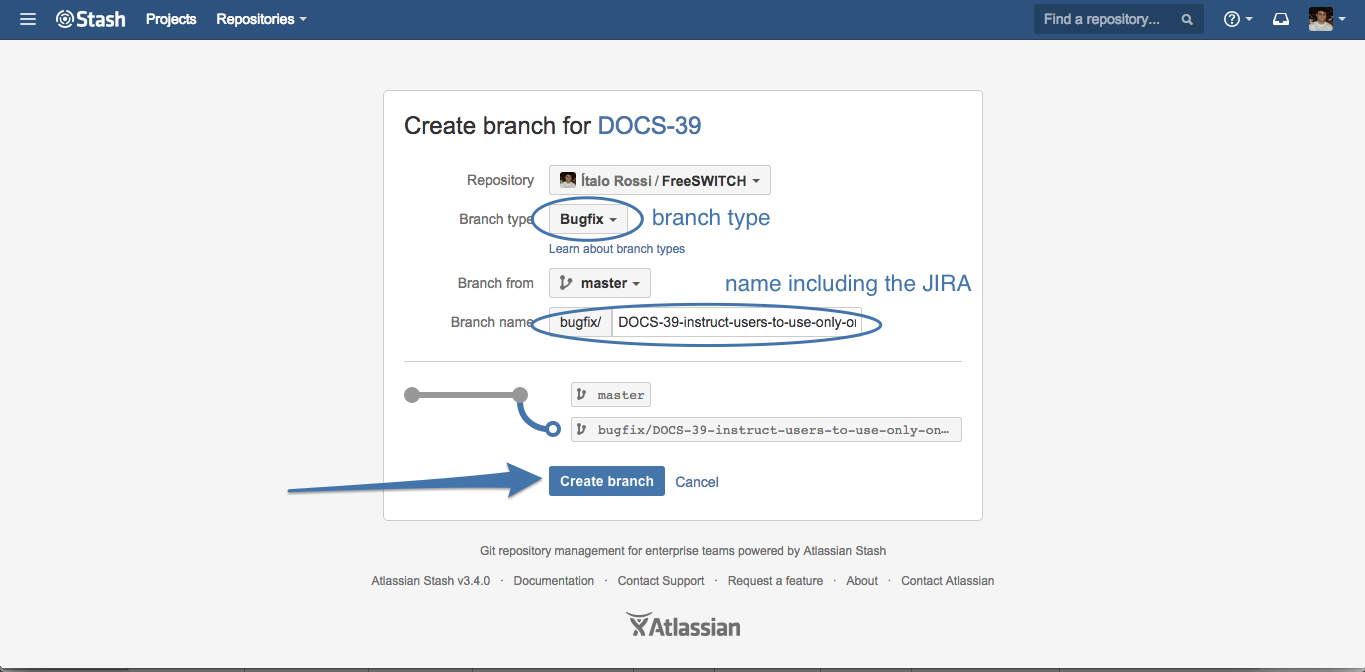 Stash Projects Repositories Find a repository...
Create branch for DOCS-39
Repository Ítalo Rossi / FreeSWITCH
Branch type Bugfix branch type
Learn about branch types
Branch from master name including the JIRA
Branch name bugfix/ DOCS-39-instruct-users-to-use-only-o
master
bugfix/DOCS-39-instruct-users-to-use-only-on…
Create branch Cancel
Git repository management for enterprise teams powered by Atlassian Stash
Atlassian Stash v3.4.0 · Documentation · Contact Support · Request a feature · About · Contact Atlassian
Atlassian